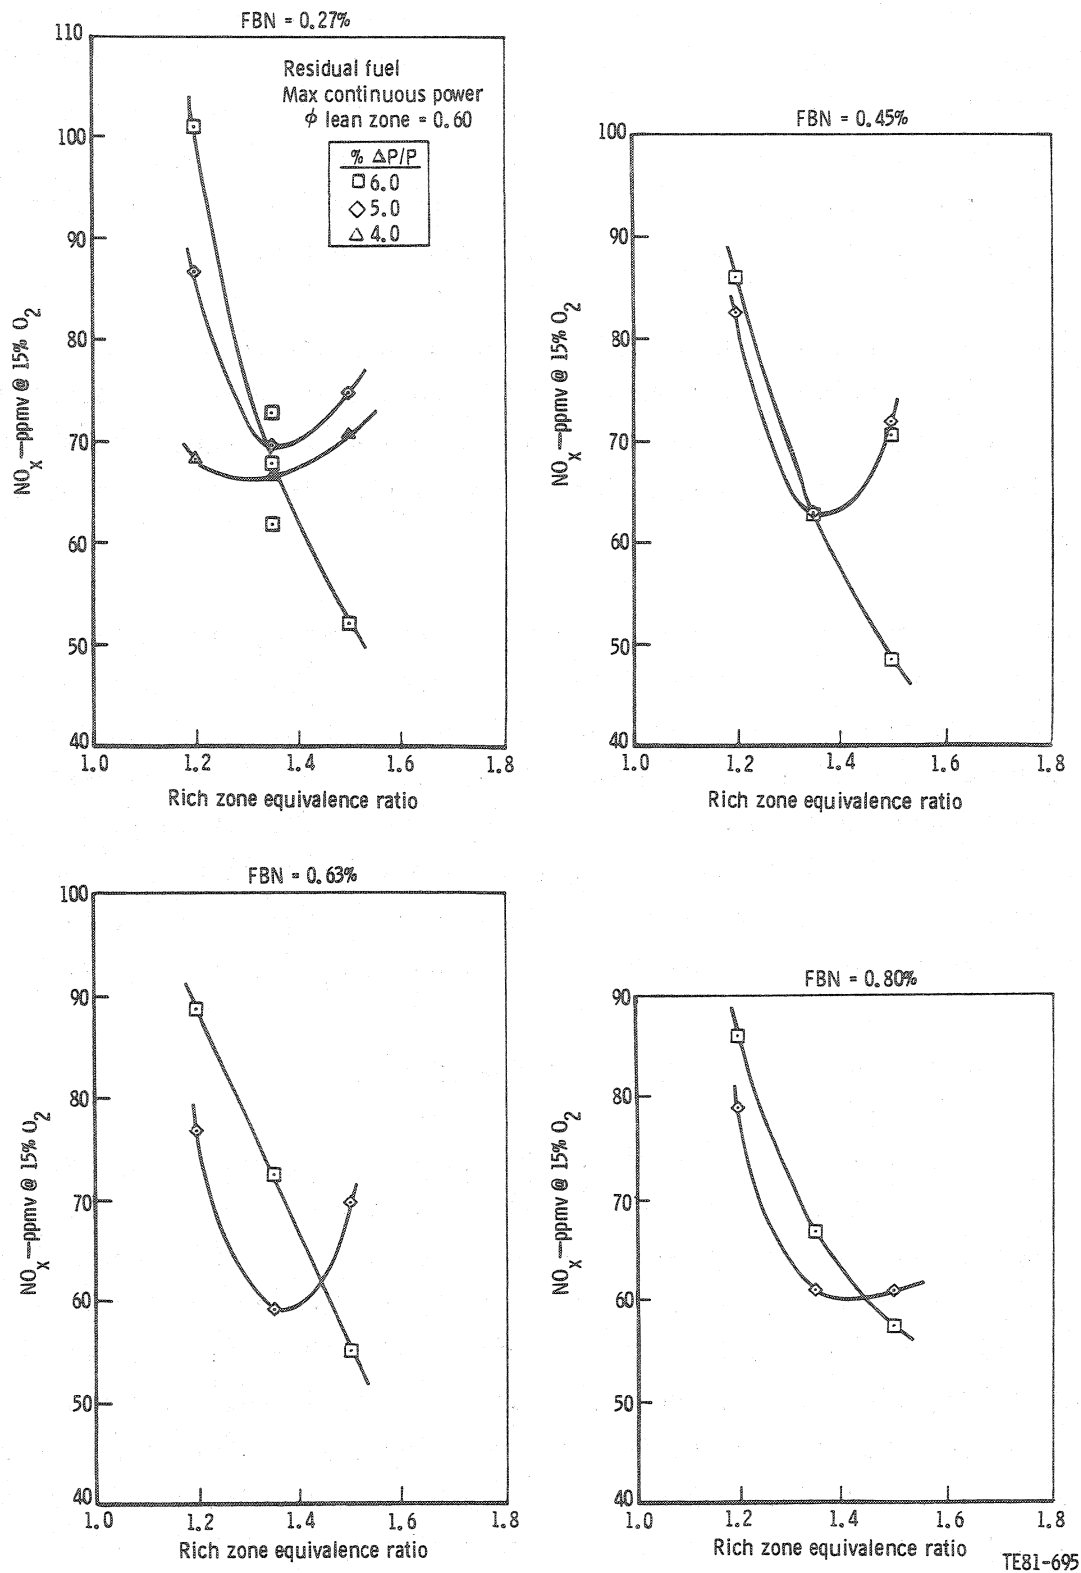 FBN = 0.27%
110
100
90
80
70
60
50
40
1.0 1.2 1.4 1.6 1.8
NOx—ppmv @ 15% O2
Rich zone equivalence ratio
Residual fuel
Max continuous power
ϕ lean zone = 0.60
% ΔP/P
6.0
5.0
4.0
FBN = 0.45%
100
90
80
70
60
50
40
1.0 1.2 1.4 1.6 1.8
NOx—ppmv @ 15% O2
Rich zone equivalence ratio
FBN = 0.63%
100
90
80
70
60
50
40
1.0 1.2 1.4 1.6 1.8
NOx—ppmv @ 15% O2
Rich zone equivalence ratio
FBN = 0.80%
90
80
70
60
50
40
1.0 1.2 1.4 1.6 1.8
NOx—ppmv @ 15% O2
Rich zone equivalence ratio
TE81-695